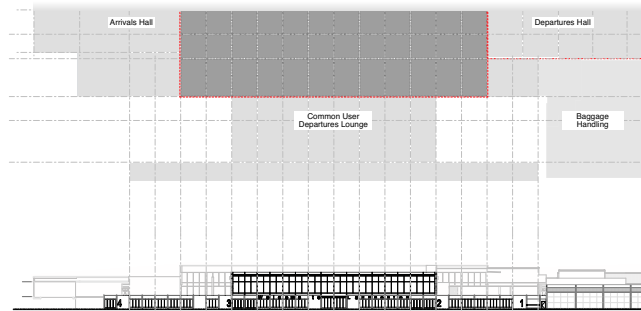 Arrivals Hall
Departures Hall
Common User
Departures Lounge
Baggage
Handling
4
3
2
1